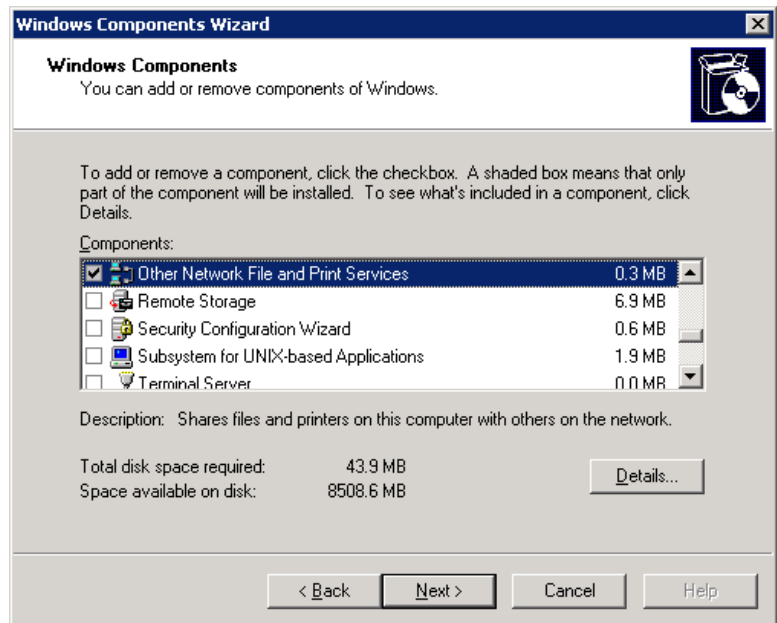 Windows Components Wizard
Windows Components
You can add or remove components of Windows.
To add or remove a component, click the checkbox. A shaded box means that only
part of the component will be installed. To see what's included in a component, click
Details.
Components:
Other Network File and Print Services 0.3 MB
Remote Storage 6.9 MB
Security Configuration Wizard 0.6 MB
Subsystem for UNIX-based Applications 1.9 MB
Terminal Server 0.0 MB
Description: Shares files and printers on this computer with others on the network.
Total disk space required: 43.9 MB
Space available on disk: 8508.6 MB
Details...
< Back Next > Cancel Help